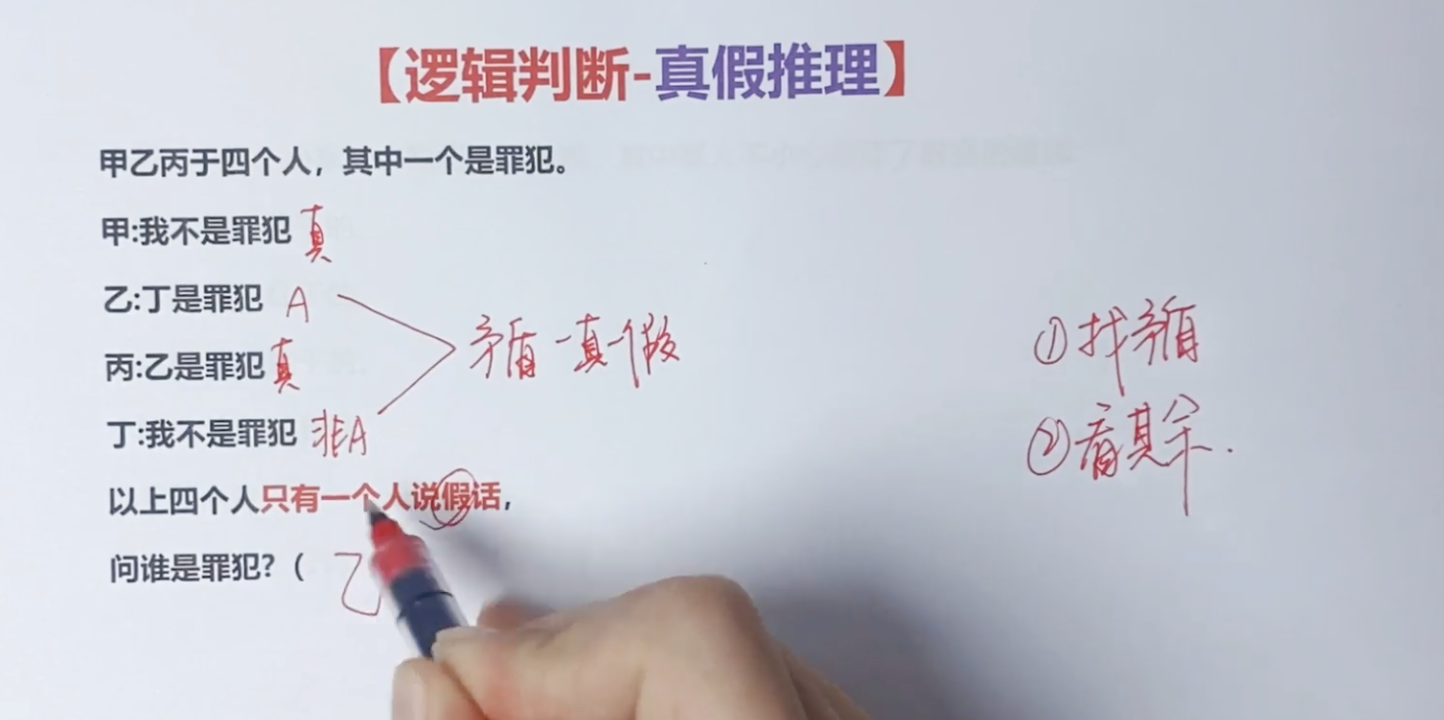 【逻辑判断-真假推理】
甲乙丙于四个人，其中一个是罪犯。
甲:我不是罪犯 真
乙:丁是罪犯 A
丙:乙是罪犯 真
丁:我不是罪犯 非A
矛盾 一真一假
以上四个人只有一个人说假话，
问谁是罪犯？( 乙
①找矛盾
②看其余.